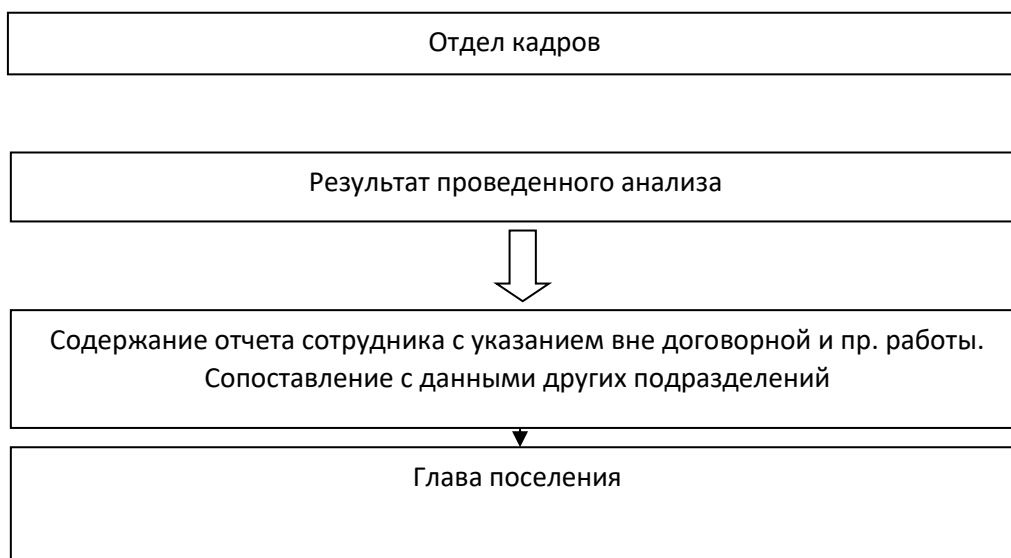 Отдел кадров
Результат проведенного анализа
Содержание отчета сотрудника с указанием вне договорной и пр. работы.
Сопоставление с данными других подразделений
Глава поселения